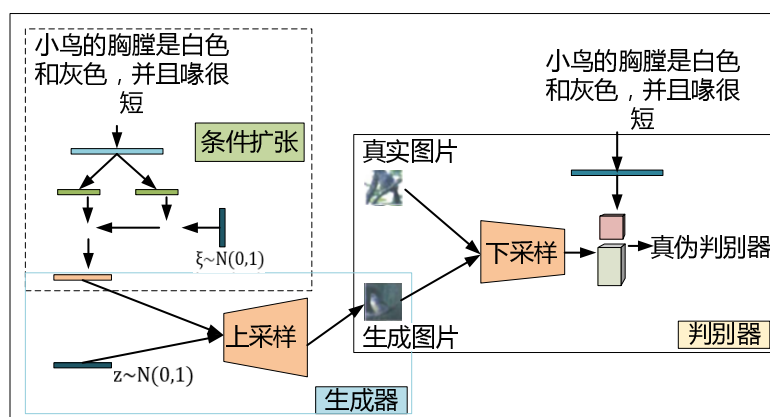 小鸟的胸膛是白色
和灰色，并且喙很
短
条件扩张
ξ~N(0,1)
上采样
z~N(0,1)
生成器
真实图片
生成图片
小鸟的胸膛是白色
和灰色，并且喙很
短
下采样
真伪判别器
判别器